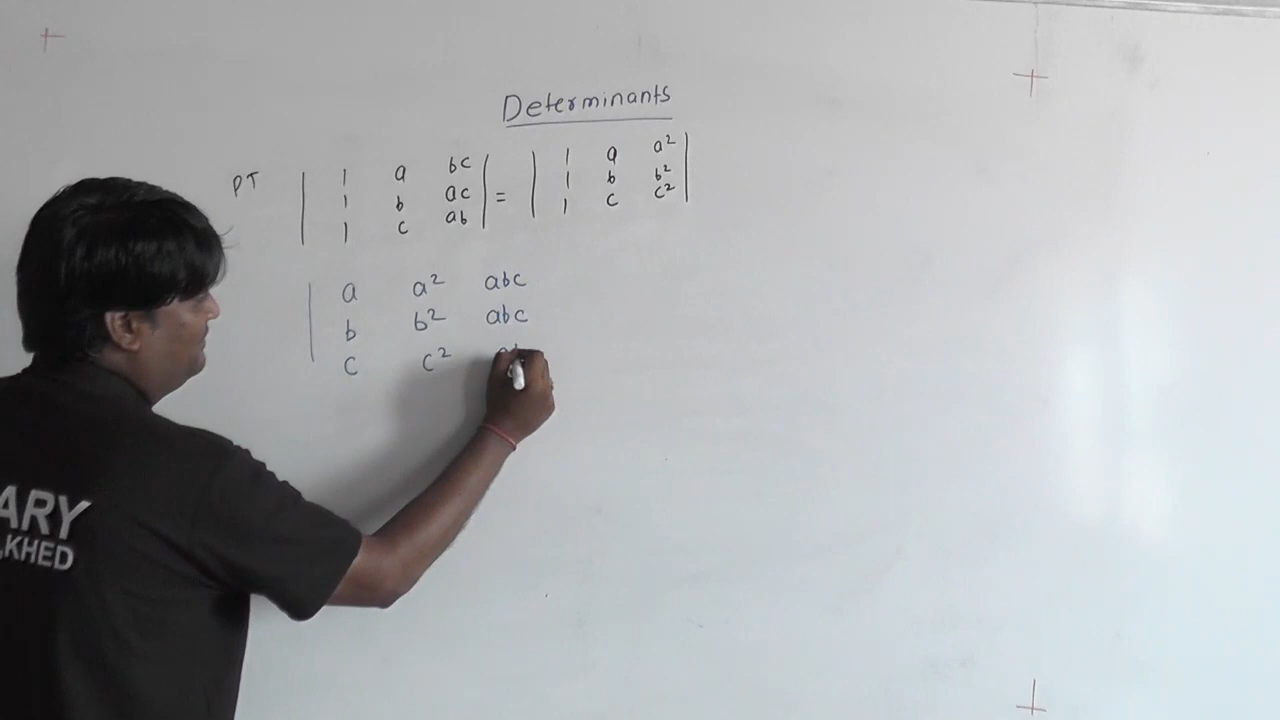 Determinants
PT | 1 a bc | = | 1 a a² |
| 1 b ac | | 1 b b² |
| 1 c ab | | 1 c c² |
| a a² abc
| b b² abc
| c c²
ARY
,KHED